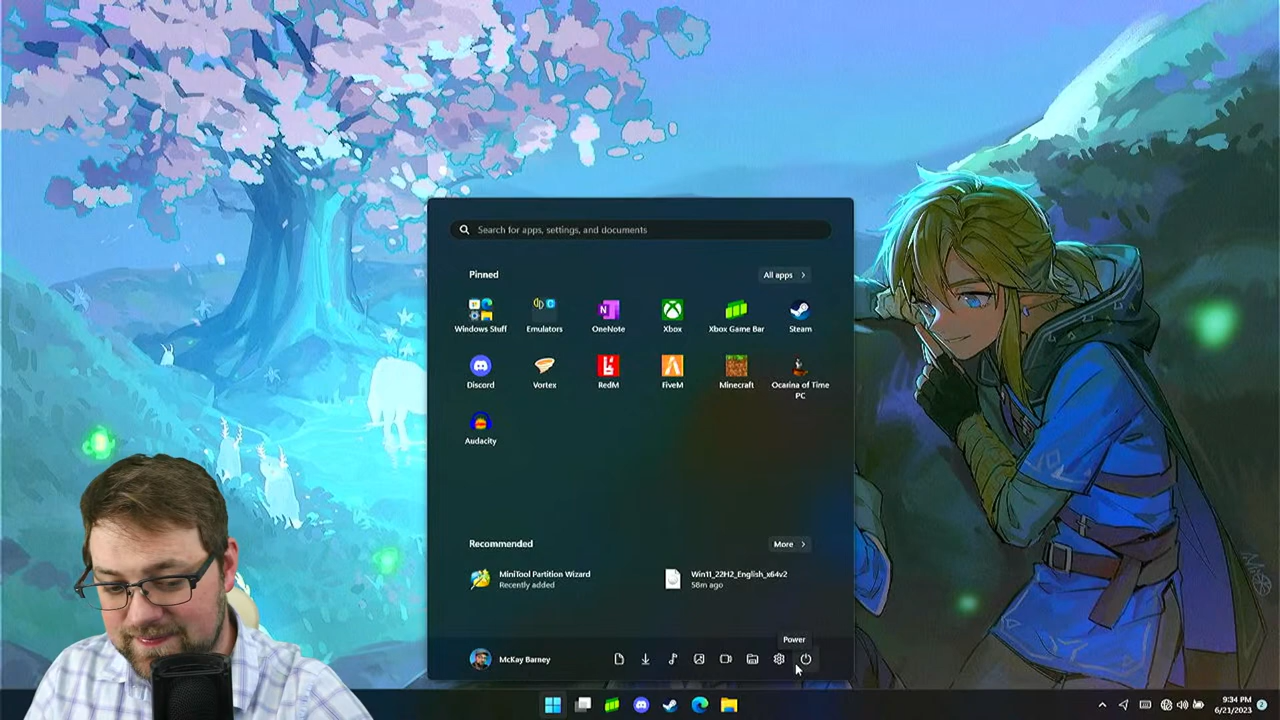 Search for apps, settings, and documents
Pinned
All apps
Windows Stuff
Emulators
OneNote
Xbox
Xbox Game Bar
Steam
Discord
Vortex
RedM
FiveM
Minecraft
Ocarina of Time
PC
Audacity
Recommended
More
MiniTool Partition Wizard
Recently added
Win11_22H2_English_x64v2
58m ago
Power
McKay Barney
9:34 PM
6/21/2023
2